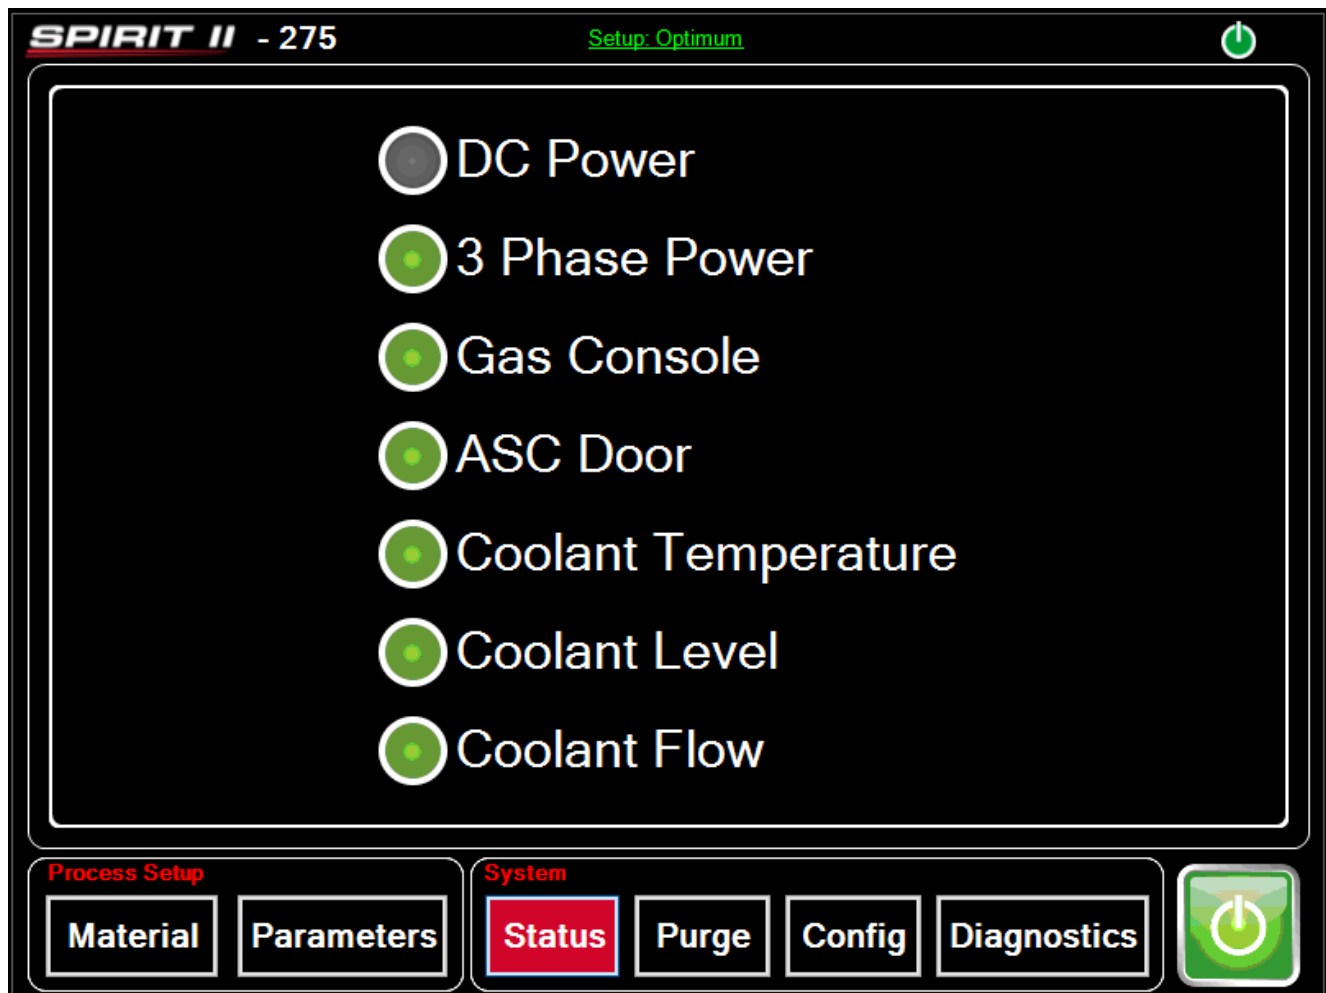 SPIRIT II - 275
Setup: Optimum
DC Power
3 Phase Power
Gas Console
ASC Door
Coolant Temperature
Coolant Level
Coolant Flow
Process Setup
Material Parameters
System
Status Purge Config Diagnostics